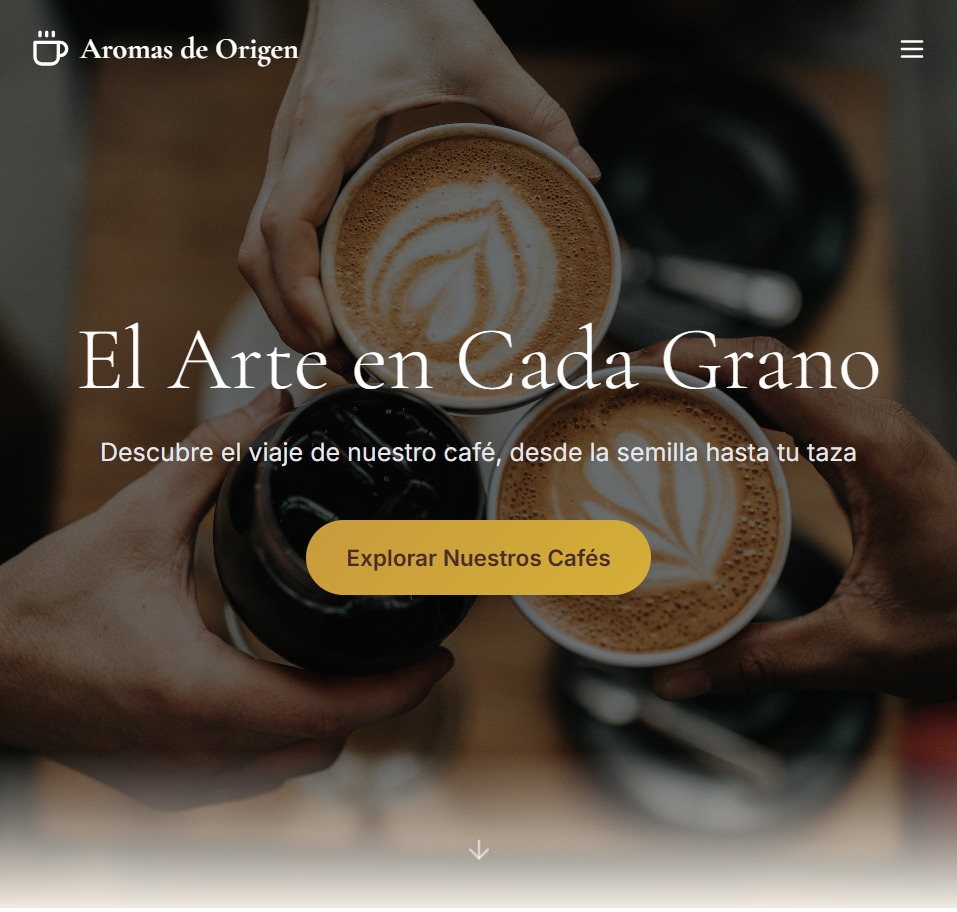 Aromas de Origen
El Arte en Cada Grano
Descubre el viaje de nuestro café, desde la semilla hasta tu taza
Explorar Nuestros Cafés